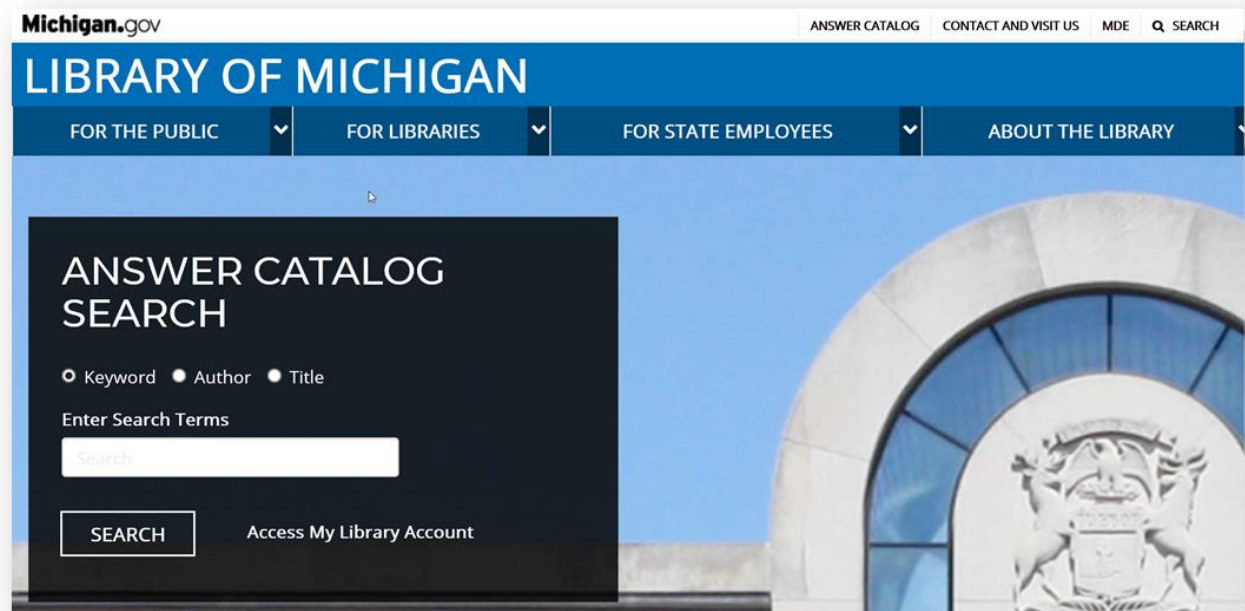 Michigan.gov
ANSWER CATALOG CONTACT AND VISIT US MDE SEARCH
LIBRARY OF MICHIGAN
FOR THE PUBLIC FOR LIBRARIES FOR STATE EMPLOYEES ABOUT THE LIBRARY
ANSWER CATALOG
SEARCH
Keyword Author Title
Enter Search Terms
Search
SEARCH Access My Library Account
TUEBOR